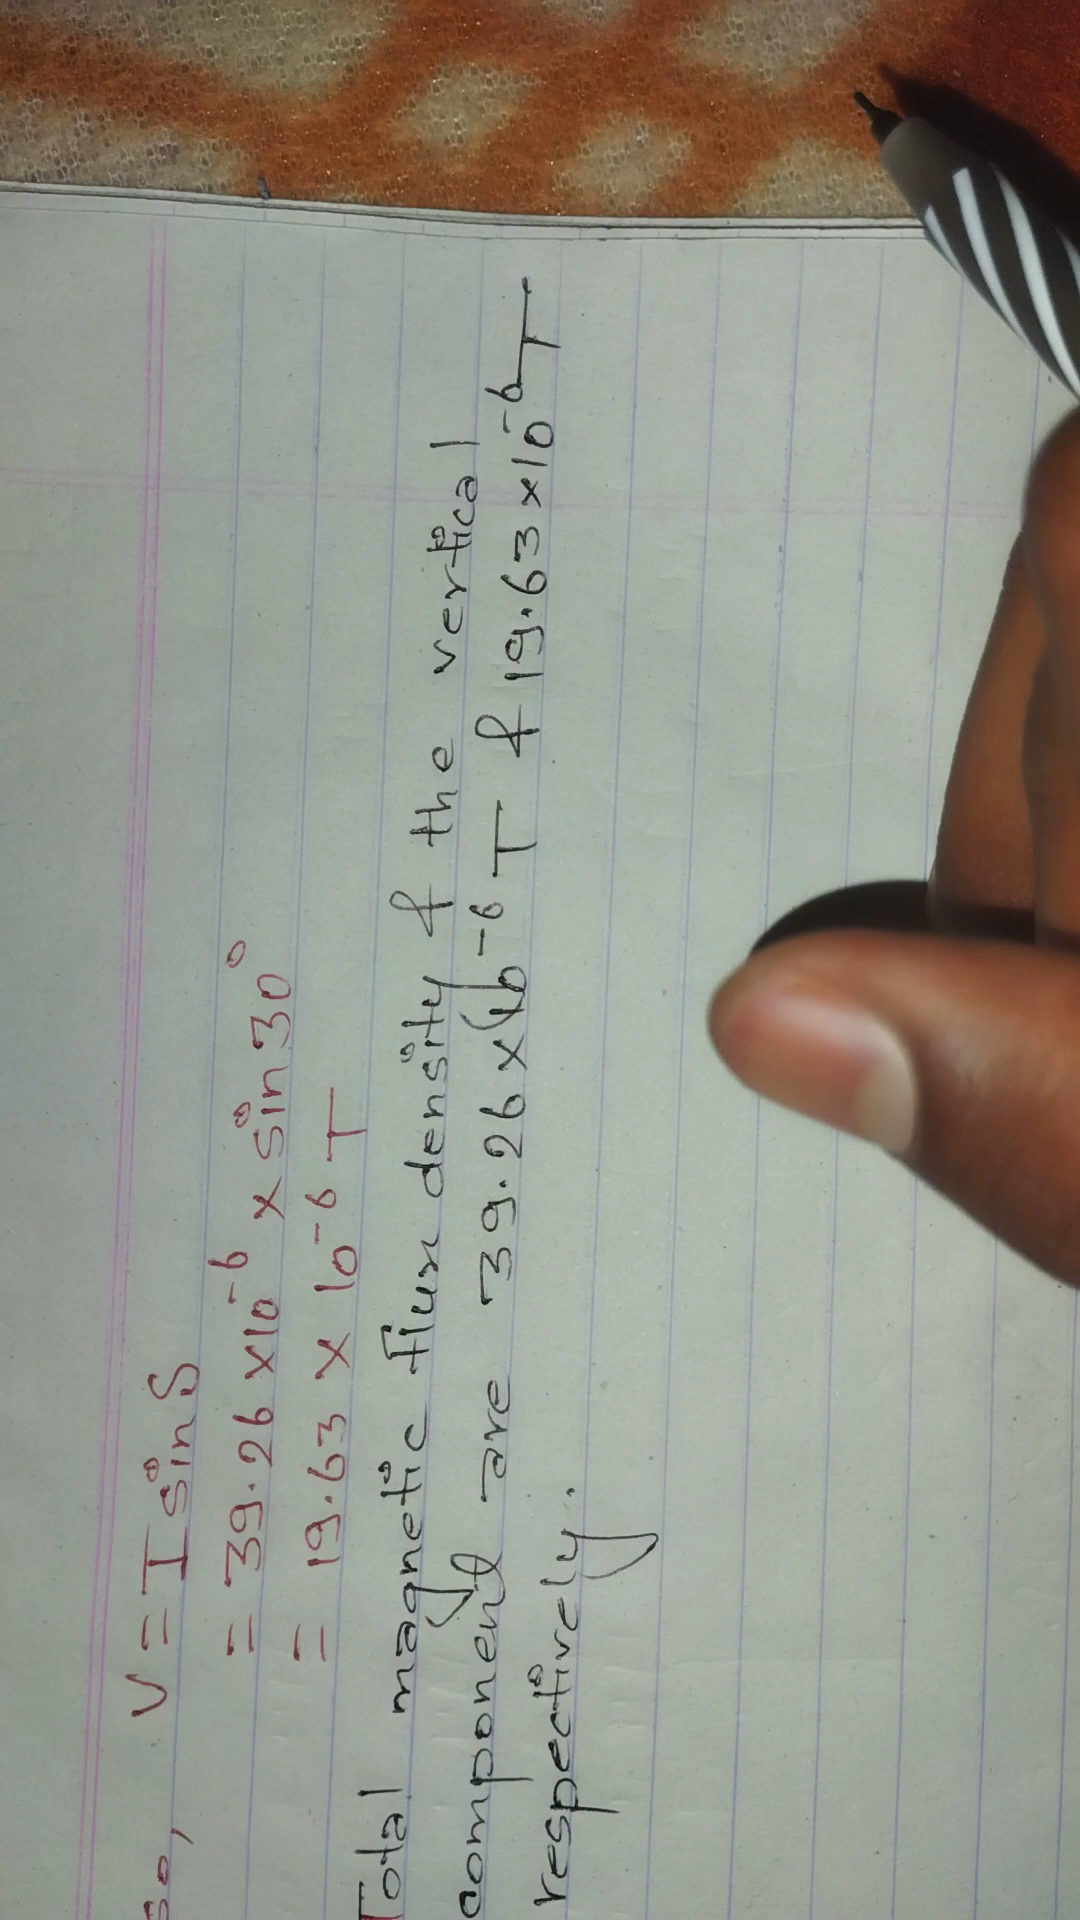 so, V = I sin δ
= 39.26 × 10⁻⁶ × sin 30°
= 19.63 × 10⁻⁶ T
Total magnetic flux density & the vertical
component are 39.26 × 10⁻⁶ T & 19.63 × 10⁻⁶ T
respectively.